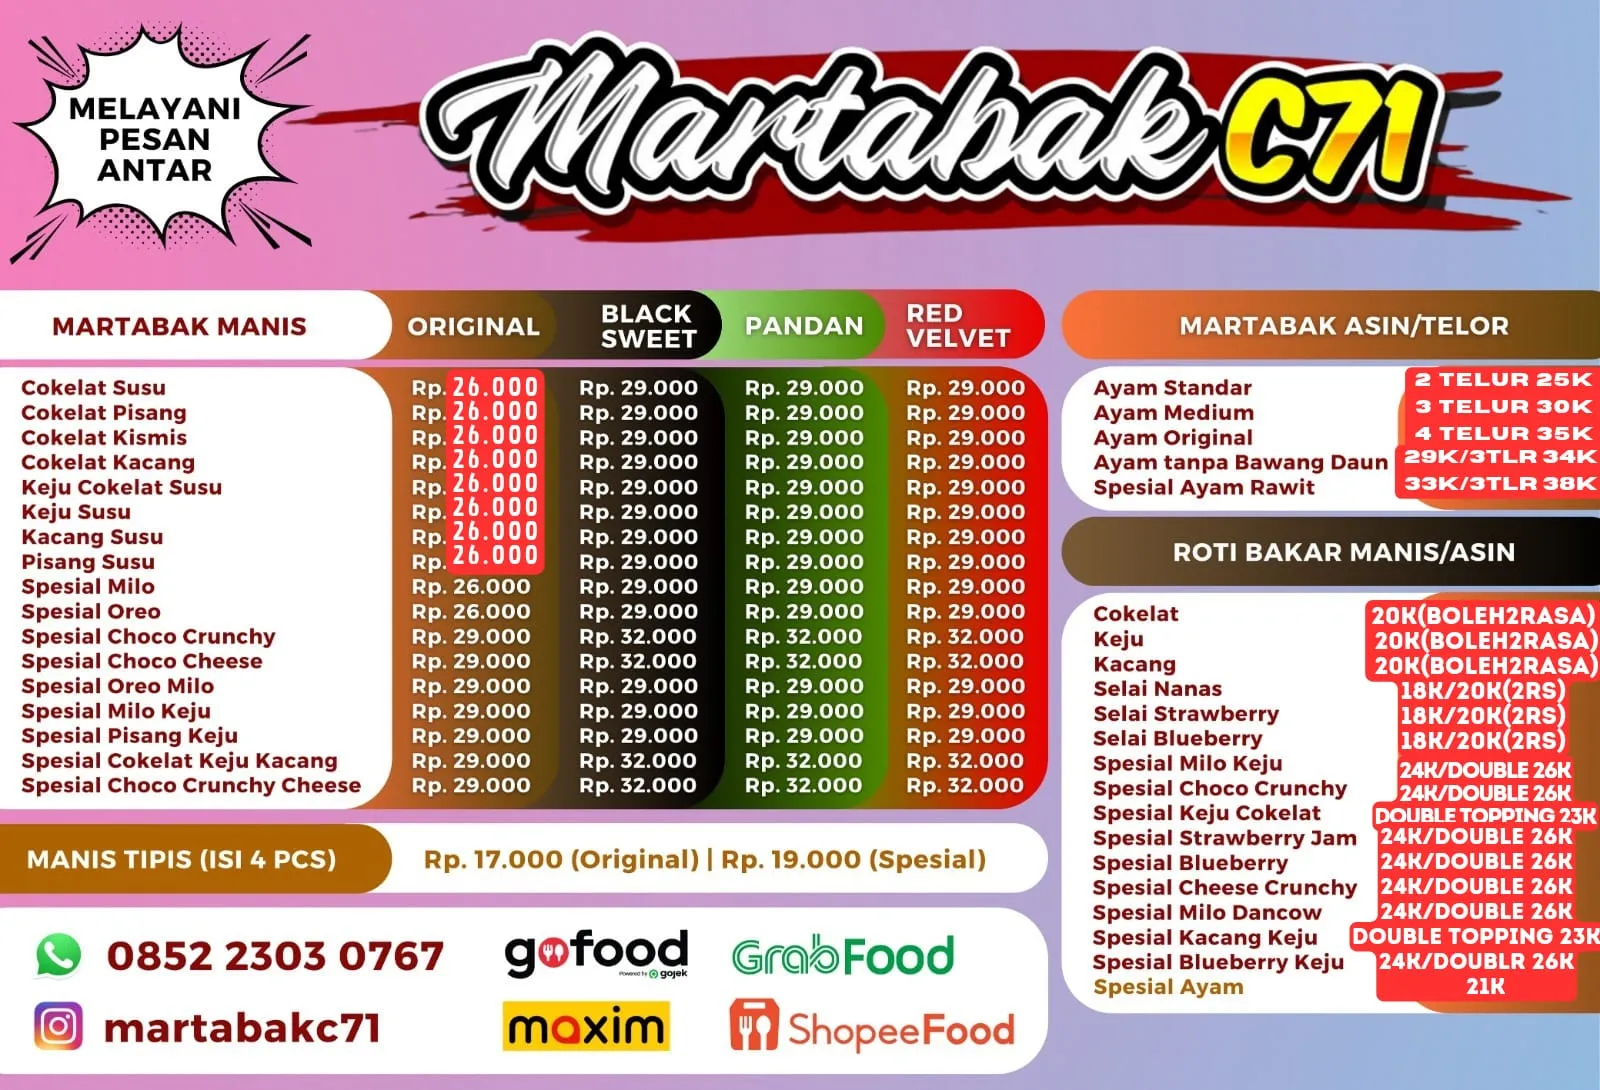 MELAYANI
PESAN
ANTAR
Martabak C71
MARTABAK MANIS ORIGINAL BLACK SWEET PANDAN RED VELVET
Cokelat Susu Rp. 26.000 Rp. 29.000 Rp. 29.000 Rp. 29.000
Cokelat Pisang Rp. 26.000 Rp. 29.000 Rp. 29.000 Rp. 29.000
Cokelat Kismis Rp. 26.000 Rp. 29.000 Rp. 29.000 Rp. 29.000
Cokelat Kacang Rp. 26.000 Rp. 29.000 Rp. 29.000 Rp. 29.000
Keju Cokelat Susu Rp. 26.000 Rp. 29.000 Rp. 29.000 Rp. 29.000
Keju Susu Rp. 26.000 Rp. 29.000 Rp. 29.000 Rp. 29.000
Kacang Susu Rp. 26.000 Rp. 29.000 Rp. 29.000 Rp. 29.000
Pisang Susu Rp. 26.000 Rp. 29.000 Rp. 29.000 Rp. 29.000
Spesial Milo Rp. 26.000 Rp. 29.000 Rp. 29.000 Rp. 29.000
Spesial Oreo Rp. 26.000 Rp. 29.000 Rp. 29.000 Rp. 29.000
Spesial Choco Crunchy Rp. 29.000 Rp. 32.000 Rp. 32.000 Rp. 32.000
Spesial Choco Cheese Rp. 29.000 Rp. 32.000 Rp. 32.000 Rp. 32.000
Spesial Oreo Milo Rp. 29.000 Rp. 29.000 Rp. 29.000 Rp. 29.000
Spesial Milo Keju Rp. 29.000 Rp. 29.000 Rp. 29.000 Rp. 29.000
Spesial Pisang Keju Rp. 29.000 Rp. 29.000 Rp. 29.000 Rp. 29.000
Spesial Cokelat Keju Kacang Rp. 29.000 Rp. 32.000 Rp. 32.000 Rp. 32.000
Spesial Choco Crunchy Cheese Rp. 29.000 Rp. 32.000 Rp. 32.000 Rp. 32.000
MANIS TIPIS (ISI 4 PCS) Rp. 17.000 (Original) | Rp. 19.000 (Spesial)
0852 2303 0767
martabakc71
gofood
Powered by gojek
GrabFood
maxim
ShopeeFood
MARTABAK ASIN/TELOR
Ayam Standar 2 TELUR 25K
Ayam Medium 3 TELUR 30K
Ayam Original 4 TELUR 35K
Ayam tanpa Bawang Daun 29K/3TLR 34K
Spesial Ayam Rawit 33K/3TLR 38K
ROTI BAKAR MANIS/ASIN
Cokelat 20K(BOLEH2RASA)
Keju 20K(BOLEH2RASA)
Kacang 20K(BOLEH2RASA)
Selai Nanas 18K/20K(2RS)
Selai Strawberry 18K/20K(2RS)
Selai Blueberry 18K/20K(2RS)
Spesial Milo Keju 24K/DOUBLE 26K
Spesial Choco Crunchy 24K/DOUBLE 26K
Spesial Keju Cokelat DOUBLE TOPPING 23K
Spesial Strawberry Jam 24K/DOUBLE 26K
Spesial Blueberry 24K/DOUBLE 26K
Spesial Cheese Crunchy 24K/DOUBLE 26K
Spesial Milo Dancow 24K/DOUBLE 26K
Spesial Kacang Keju DOUBLE TOPPING 23K
Spesial Blueberry Keju 24K/DOUBLR 26K
Spesial Ayam 21K